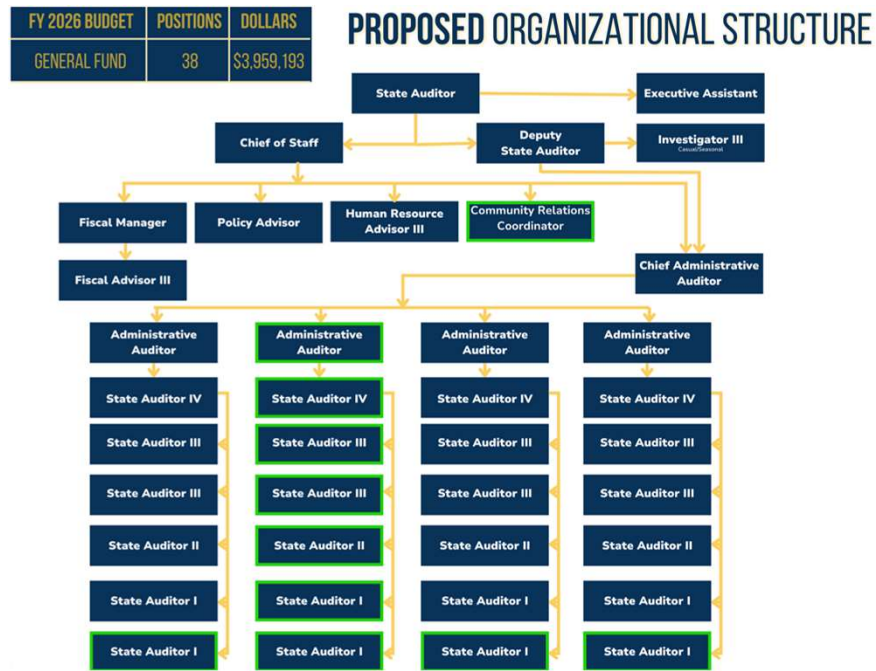 PROPOSED ORGANIZATIONAL STRUCTURE
FY 2026 BUDGET POSITIONS DOLLARS
GENERAL FUND 38 $3,959,193
State Auditor
Executive Assistant
Chief of Staff
Deputy
State Auditor
Investigator III
Casual/Seasonal
Fiscal Manager
Policy Advisor
Human Resource
Advisor III
Community Relations
Coordinator
Fiscal Advisor III
Chief Administrative
Auditor
Administrative
Auditor
Administrative
Auditor
Administrative
Auditor
Administrative
Auditor
State Auditor IV
State Auditor IV
State Auditor IV
State Auditor IV
State Auditor III
State Auditor III
State Auditor III
State Auditor III
State Auditor III
State Auditor III
State Auditor III
State Auditor III
State Auditor II
State Auditor II
State Auditor II
State Auditor II
State Auditor I
State Auditor I
State Auditor I
State Auditor I
State Auditor I
State Auditor I
State Auditor I
State Auditor I